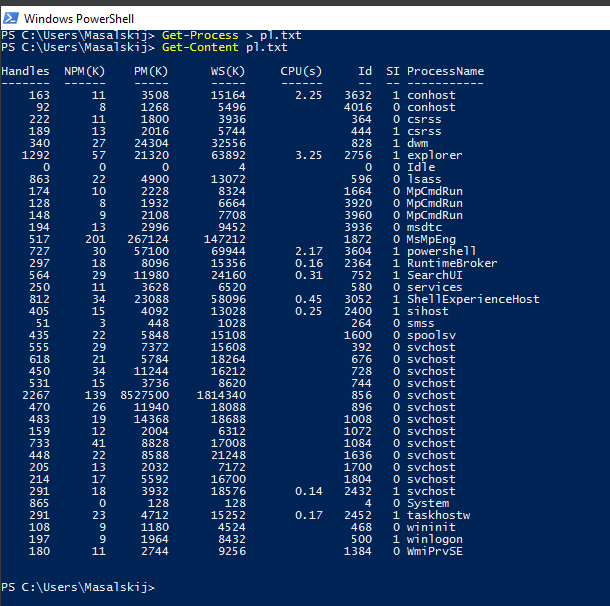 Windows PowerShell
PS C:\Users\Masalskij> Get-Process > pl.txt
PS C:\Users\Masalskij> Get-Content pl.txt
Handles  NPM(K)    PM(K)      WS(K)     CPU(s)     Id  SI ProcessName
-------  ------    -----      -----     ------     --  -- -----------
    163      11     3508      15164       2.25   3632   1 conhost
     92       8     1268       5496              4016   0 conhost
    222      11     1800       3936               364   0 csrss
    189      13     2016       5744               444   1 csrss
    340      27    24304      32556               828   1 dwm
   1292      57    21320      63892       3.25   2756   1 explorer
      0       0        0          4                 0   0 Idle
    863      22     4900      13072               596   0 lsass
    174      10     2228       8324              1664   0 MpCmdRun
    128       8     1932       6664              3920   0 MpCmdRun
    148       9     2108       7708              3960   0 MpCmdRun
    194      13     2996       9452              3936   0 msdtc
    517     201   267124     147212              1872   0 MsMpEng
    727      30    57100      69944       2.17   3604   1 powershell
    297      18     8096      15356       0.16   2364   1 RuntimeBroker
    564      29    11980      24160       0.31    752   1 SearchUI
    250      11     3628       6520               580   0 services
    812      34    23088      58096       0.45   3052   1 ShellExperienceHost
    405      15     4092      13028       0.25   2400   1 sihost
     51       3      448       1028               264   0 smss
    435      22     5848      15108              1600   0 spoolsv
    555      29     7372      15608               392   0 svchost
    618      21     5784      18264               676   0 svchost
    450      34    11244      16212               728   0 svchost
    531      15     3736       8620               744   0 svchost
   2267     139  8527500    1814340               856   0 svchost
    470      26    11940      18088               896   0 svchost
    483      19    14368      18688              1008   0 svchost
    159      12     2004       6312              1072   0 svchost
    733      41     8828      17008              1084   0 svchost
    448      22     8588      21248              1636   0 svchost
    205      13     2032       7172              1700   0 svchost
    214      17     5592      16700              1804   0 svchost
    291      18     3932      18576       0.14   2432   1 svchost
    865       0      128        128                 4   0 System
    291      23     4712      15252       0.17   2452   1 taskhostw
    108       9     1180       4524               468   0 wininit
    197       9     1964       8432               500   1 winlogon
    180      11     2744       9256              1384   0 WmiPrvSE
PS C:\Users\Masalskij>